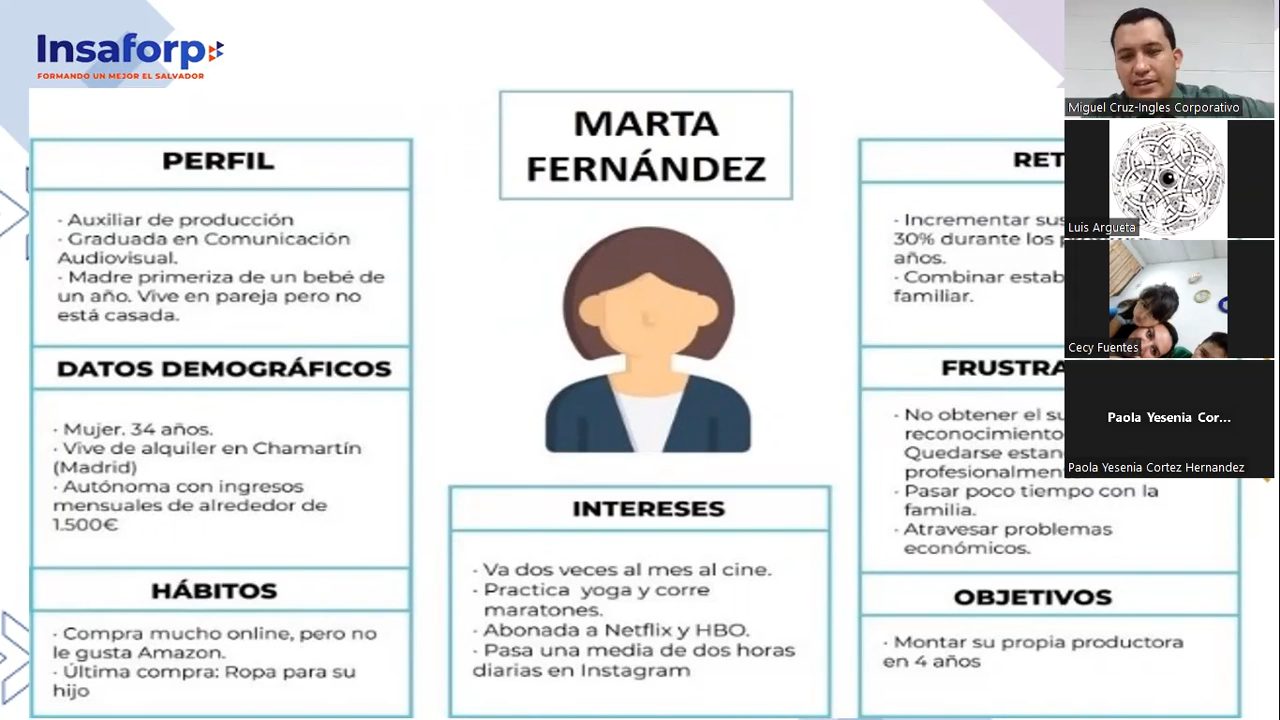 Insaforp
FORMANDO UN MEJOR EL SALVADOR
MARTA
FERNÁNDEZ
PERFIL
· Auxiliar de producción
· Graduada en Comunicación
Audiovisual.
· Madre primeriza de un bebé de
un año. Vive en pareja pero no
está casada.
DATOS DEMOGRÁFICOS
· Mujer. 34 años.
· Vive de alquiler en Chamartín
(Madrid)
· Autónoma con ingresos
mensuales de alrededor de
1.500€
HÁBITOS
· Compra mucho online, pero no
le gusta Amazon.
· Última compra: Ropa para su
hijo
INTERESES
· Va dos veces al mes al cine.
· Practica yoga y corre
maratones.
· Abonada a Netflix y HBO.
· Pasa una media de dos horas
diarias en Instagram
RET
· Incrementar sus
30% durante los
años.
· Combinar estab
familiar.
FRUSTRA
· No obtener el su
reconocimiento
Quedarse estan
profesionalmen
· Pasar poco tiempo con la
familia.
· Atravesar problemas
económicos.
OBJETIVOS
· Montar su propia productora
en 4 años
Miguel Cruz-Ingles Corporativo
Luis Argueta
Cecy Fuentes
Paola Yesenia Cor...
Paola Yesenia Cortez Hernandez